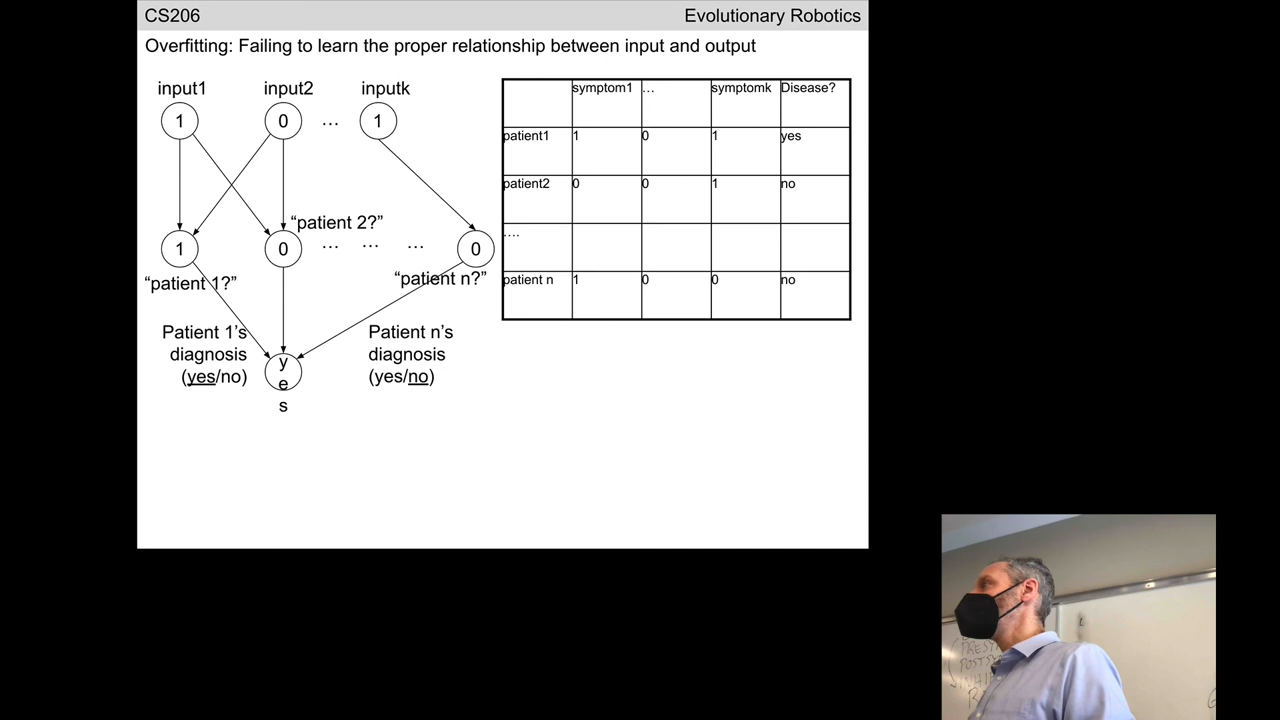 CS206 Evolutionary Robotics
Overfitting: Failing to learn the proper relationship between input and output
input1 input2 inputk
1 0 … 1
“patient 2?”
1 0 … … … 0
“patient 1?” “patient n?”
Patient 1’s
diagnosis
(yes/no)
Patient n’s
diagnosis
(yes/no)
y
e
s
symptom1 … symptomk Disease?
patient1 1 0 1 yes
patient2 0 0 1 no
….
patient n 1 0 0 no